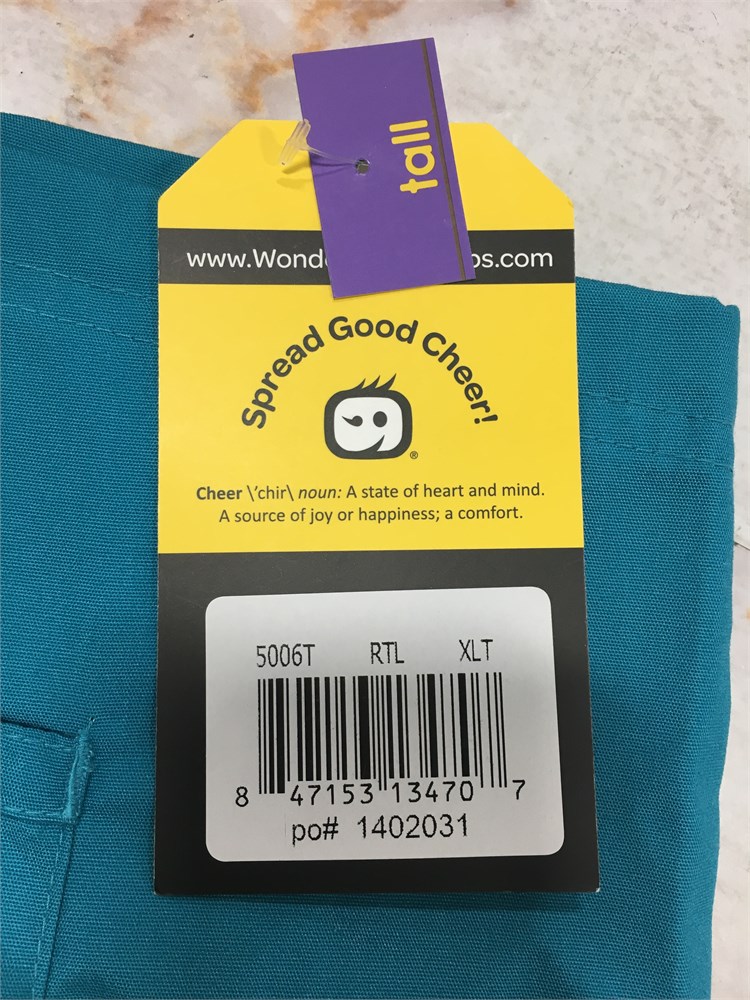 tall
www.Wond ps.com
Spread Good Cheer!
®
Cheer \'chir\ noun: A state of heart and mind.
A source of joy or happiness; a comfort.
5006T RTL XLT
8 47153 13470 7
po# 1402031